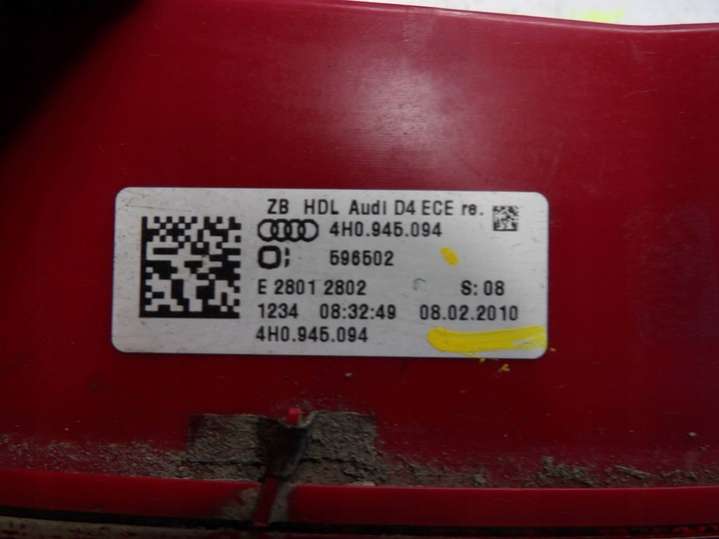 ZB HDL Audi D4 ECE re.
4H0.945.094
596502
E 2801 2802 S: 08
1234 08:32:49 08.02.2010
4H0.945.094